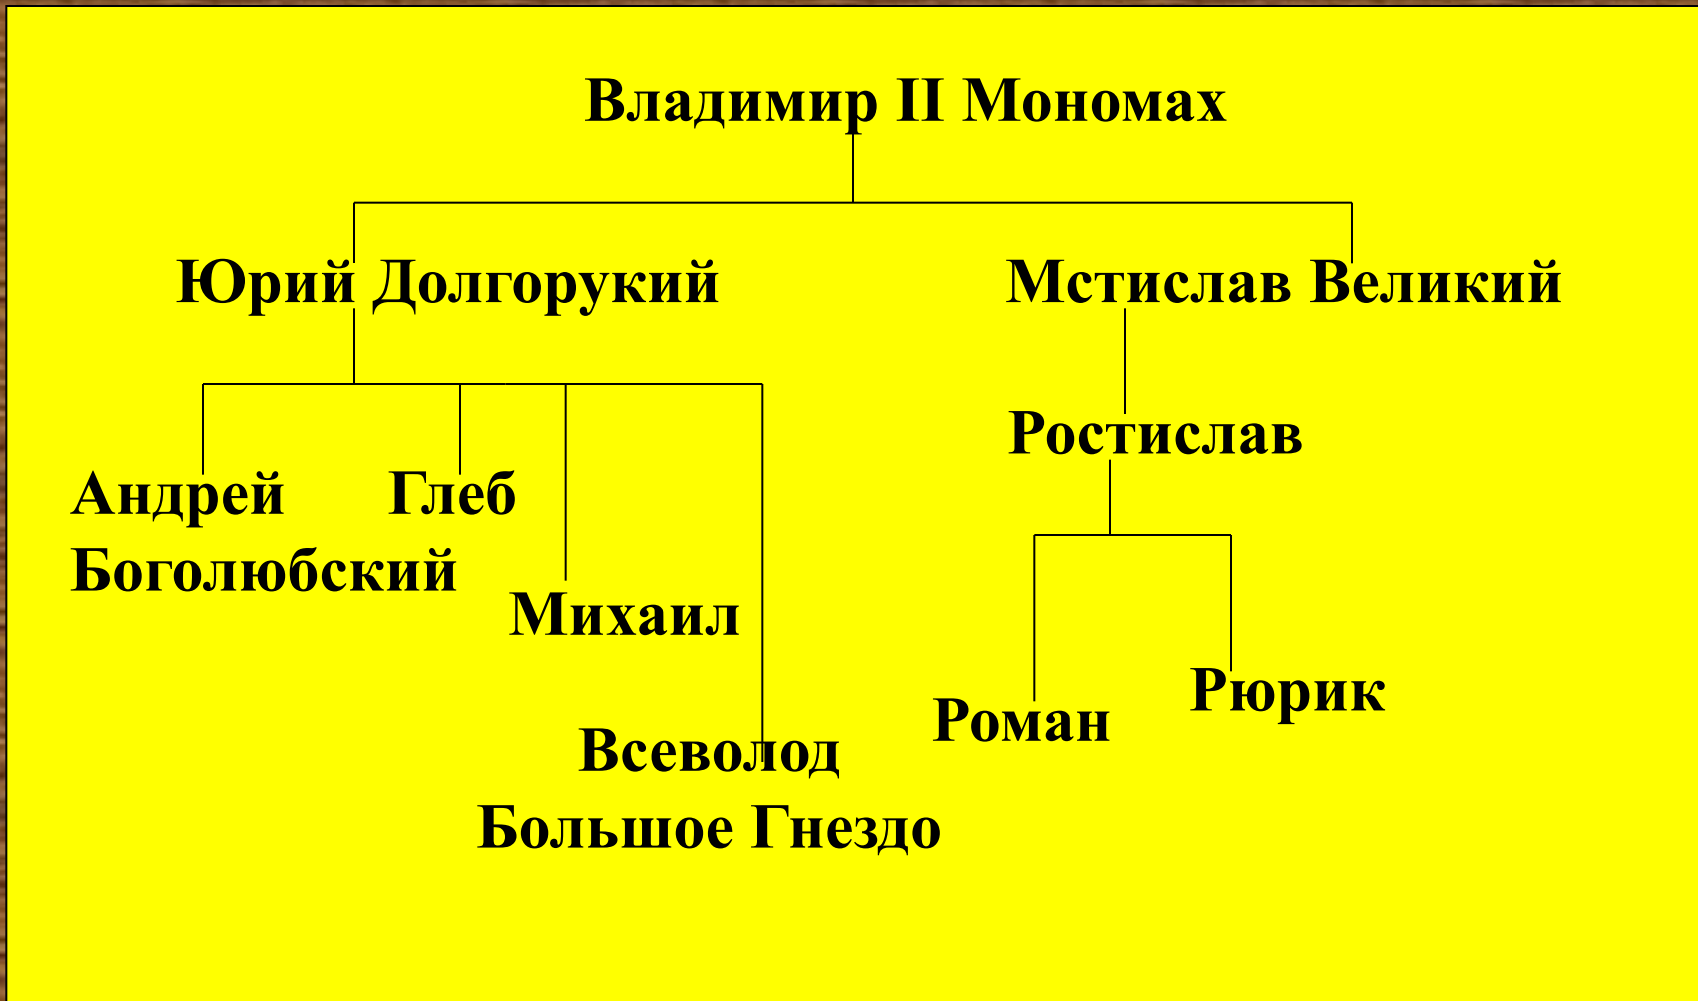 Владимир II Мономах
Юрий Долгорукий
Мстислав Великий
Ростислав
Андрей
Боголюбский
Глеб
Михаил
Всеволод
Большое Гнездо
Роман
Рюрик